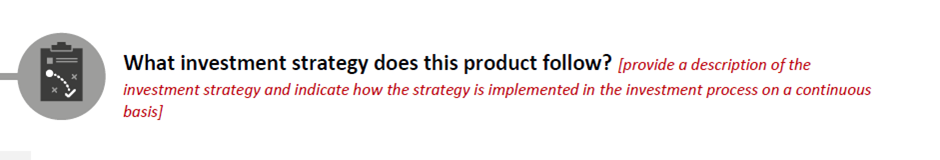 What investment strategy does this product follow? [provide a description of the
investment strategy and indicate how the strategy is implemented in the investment process on a continuous
basis]